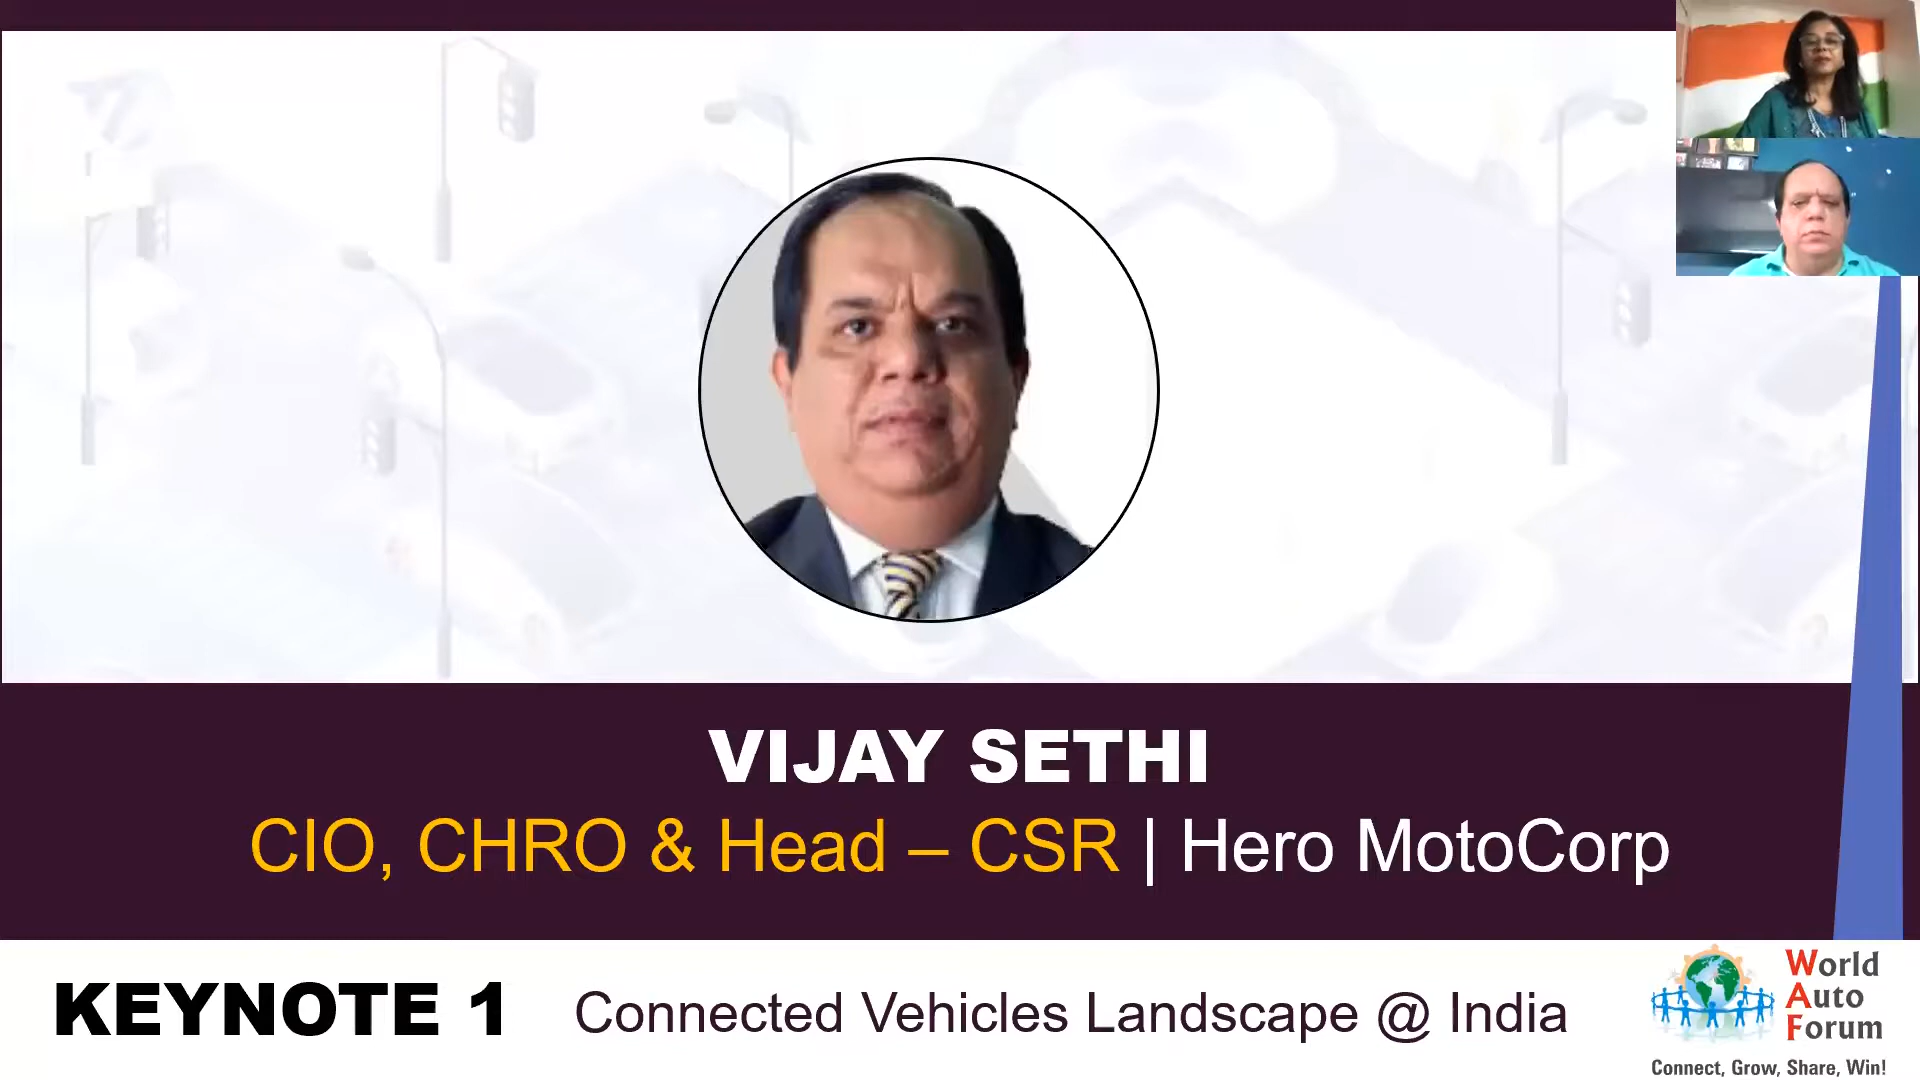 VIJAY SETHI
CIO, CHRO & Head – CSR | Hero MotoCorp
KEYNOTE 1
Connected Vehicles Landscape @ India
World
Auto
Forum
Connect, Grow, Share, Win!